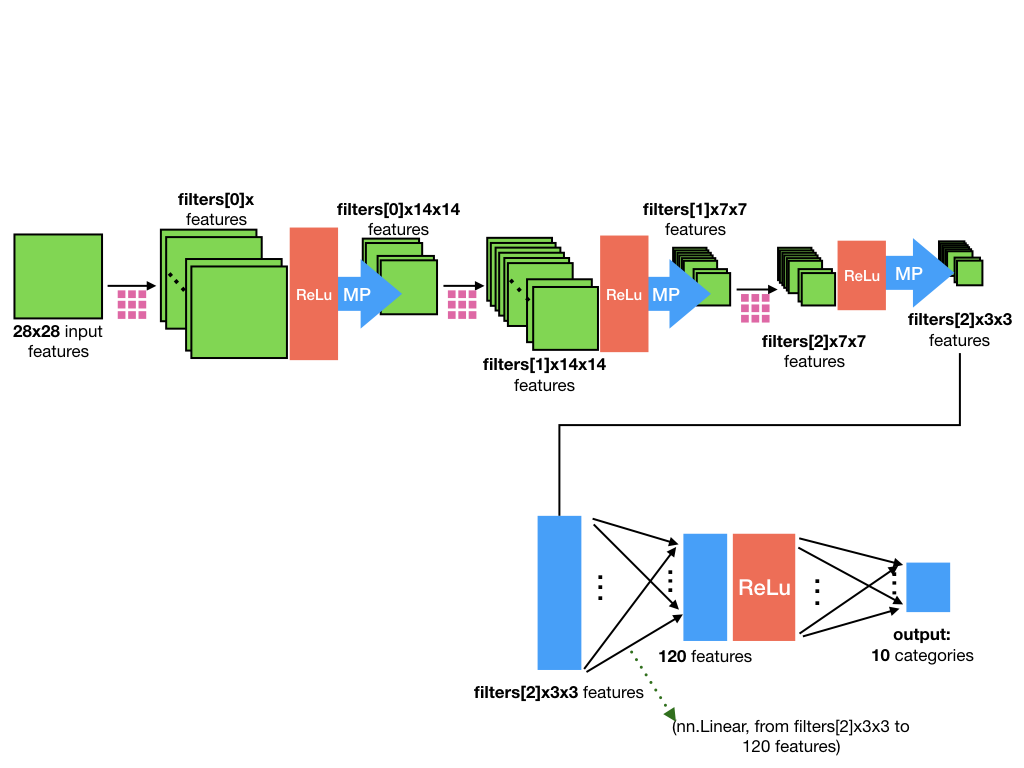 filters[0]x
features
filters[0]x14x14
features
filters[1]x7x7
features
28x28 input
features
ReLu
MP
filters[1]x14x14
features
ReLu
MP
filters[2]x7x7
features
ReLu
MP
filters[2]x3x3
features
filters[2]x3x3 features
120 features
ReLu
output:
10 categories
(nn.Linear, from filters[2]x3x3 to
120 features)